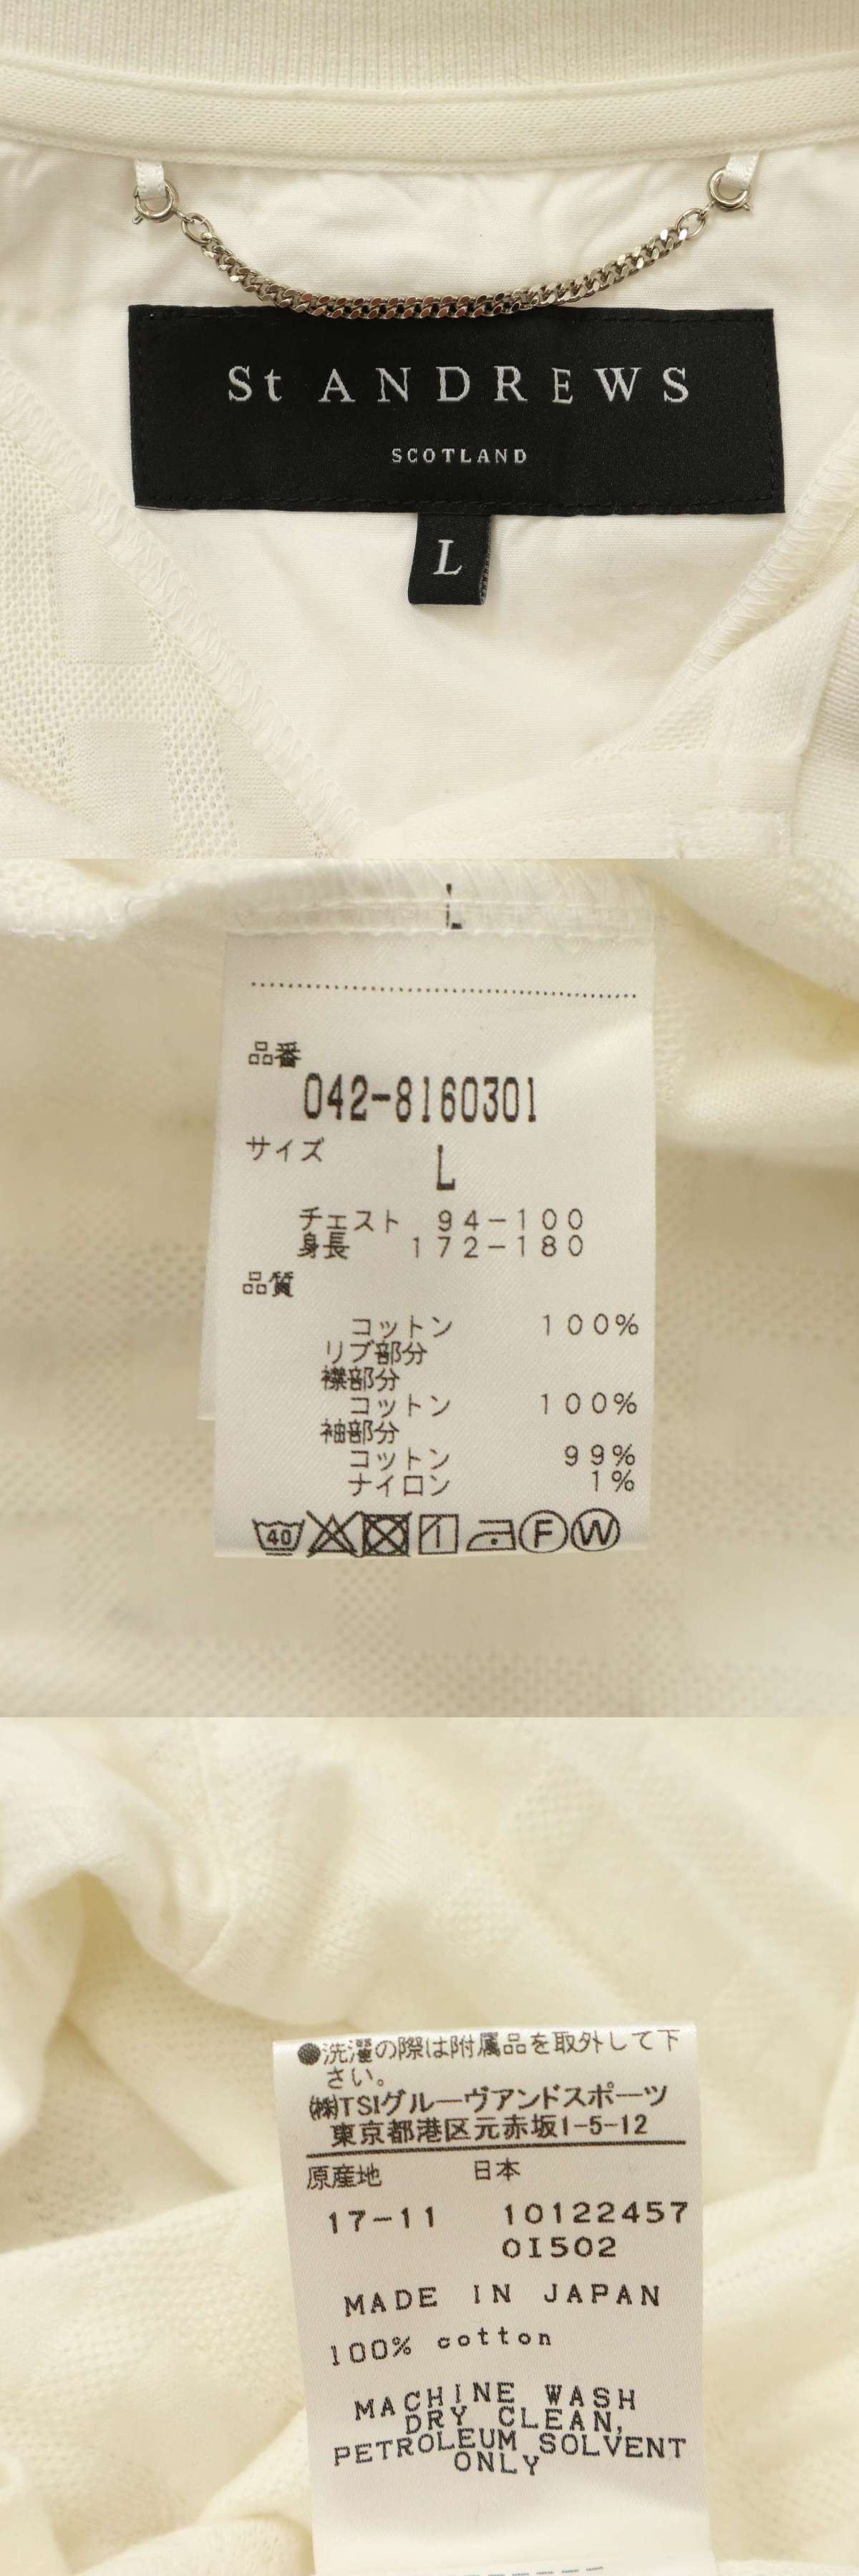 St ANDREWS
SCOTLAND
L
L
品番
042-8160301
サイズ
L
チェスト 94-100
身長 172-180
品質
コットン 100%
リブ部分
襟部分
コットン 100%
袖部分
コットン 99%
ナイロン 1%
40 F W
●洗濯の際は附属品を取外して下
さい。
㈱TSIグルーヴアンドスポーツ
東京都港区元赤坂1-5-12
原産地 日本
17-11 10122457
01502
MADE IN JAPAN
100% cotton
MACHINE WASH
DRY CLEAN,
PETROLEUM SOLVENT
ONLY